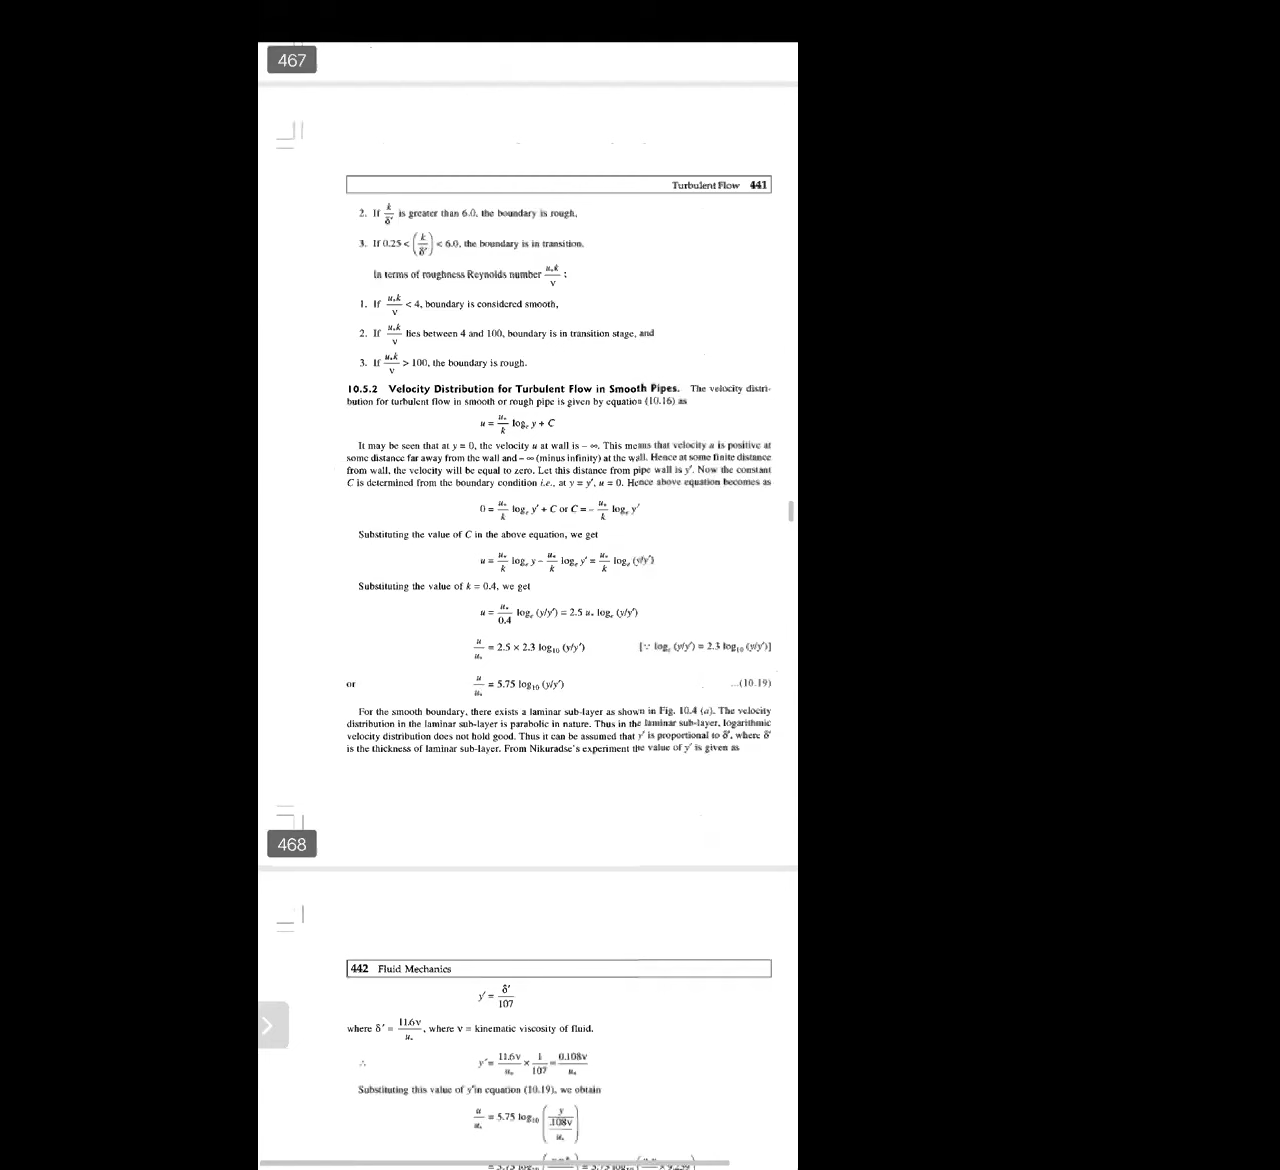 467
Turbulent Flow 441
2. If k/δ′ is greater than 6.0, the boundary is rough.
3. If 0.25 < (k/δ′) < 6.0, the boundary is in transition.
In terms of roughness Reynolds number u*k/ν :
1. If u*k/ν < 4, boundary is considered smooth,
2. If u*k/ν lies between 4 and 100, boundary is in transition stage, and
3. If u*k/ν > 100, the boundary is rough.
10.5.2 Velocity Distribution for Turbulent Flow in Smooth Pipes. The velocity distri-
bution for turbulent flow in smooth or rough pipe is given by equation (10.16) as
u = u*/k logₑ y + C
It may be seen that at y = 0, the velocity u at wall is – ∞. This means that velocity u is positive at
some distance far away from the wall and – ∞ (minus infinity) at the wall. Hence at some finite distance
from wall, the velocity will be equal to zero. Let this distance from pipe wall is y′. Now the constant
C is determined from the boundary condition i.e., at y = y′, u = 0. Hence above equation becomes as
0 = u*/k logₑ y′ + C or C = – u*/k logₑ y′
Substituting the value of C in the above equation, we get
u = u*/k logₑ y – u*/k logₑ y′ = u*/k logₑ (y/y′)
Substituting the value of k = 0.4, we get
u = u*/0.4 logₑ (y/y′) = 2.5 u* logₑ (y/y′)
u/u* = 2.5 × 2.3 log₁₀ (y/y′) [∵ logₑ (y/y′) = 2.3 log₁₀ (y/y′)]
or u/u* = 5.75 log₁₀ (y/y′) ...(10.19)
For the smooth boundary, there exists a laminar sub-layer as shown in Fig. 10.4 (a). The velocity
distribution in the laminar sub-layer is parabolic in nature. Thus in the laminar sub-layer, logarithmic
velocity distribution does not hold good. Thus it can be assumed that y′ is proportional to δ′, where δ′
is the thickness of laminar sub-layer. From Nikuradse's experiment the value of y′ is given as
468
442 Fluid Mechanics
y′ = δ′/107
where δ′ = 11.6ν/u*, where ν = kinematic viscosity of fluid.
∴ y′ = 11.6ν/u* × 1/107 = 0.108ν/u*
Substituting this value of y′ in equation (10.19), we obtain
u/u* = 5.75 log₁₀ (y/(.108ν/u*))